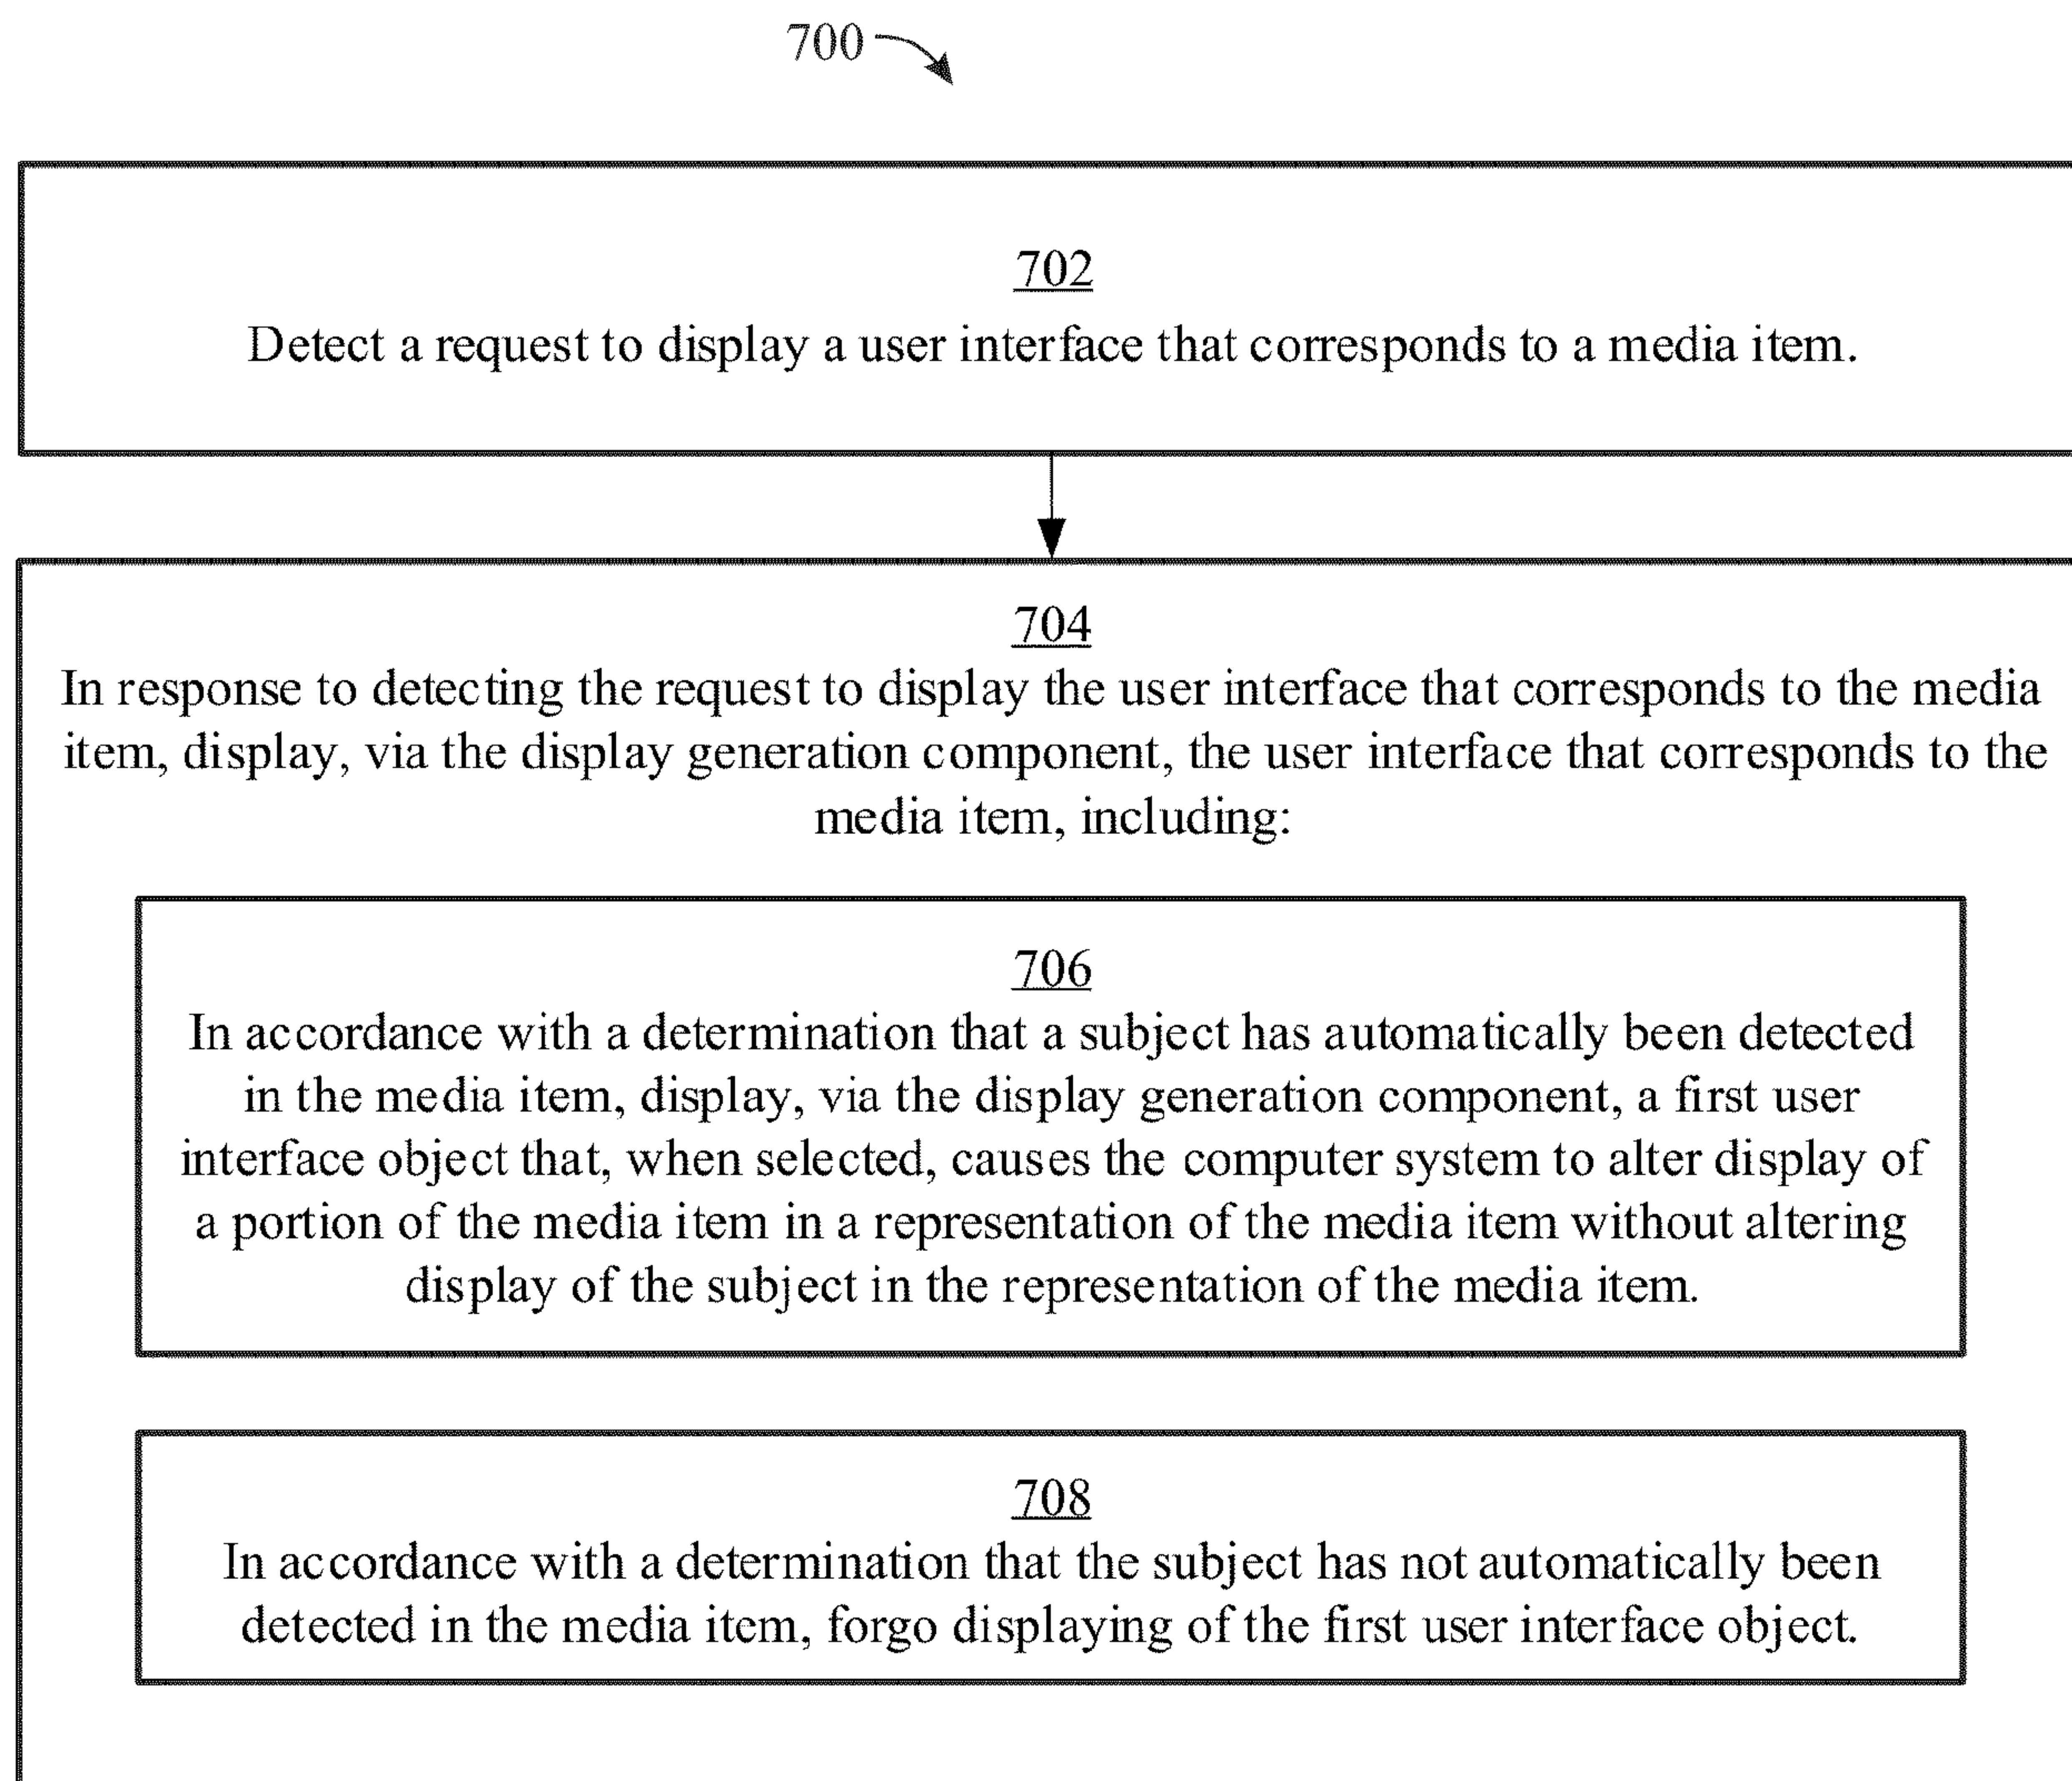 700
702
Detect a request to display a user interface that corresponds to a media item.
704
In response to detecting the request to display the user interface that corresponds to the media
item, display, via the display generation component, the user interface that corresponds to the
media item, including:
706
In accordance with a determination that a subject has automatically been detected
in the media item, display, via the display generation component, a first user
interface object that, when selected, causes the computer system to alter display of
a portion of the media item in a representation of the media item without altering
display of the subject in the representation of the media item.
708
In accordance with a determination that the subject has not automatically been
detected in the media item, forgo displaying of the first user interface object.